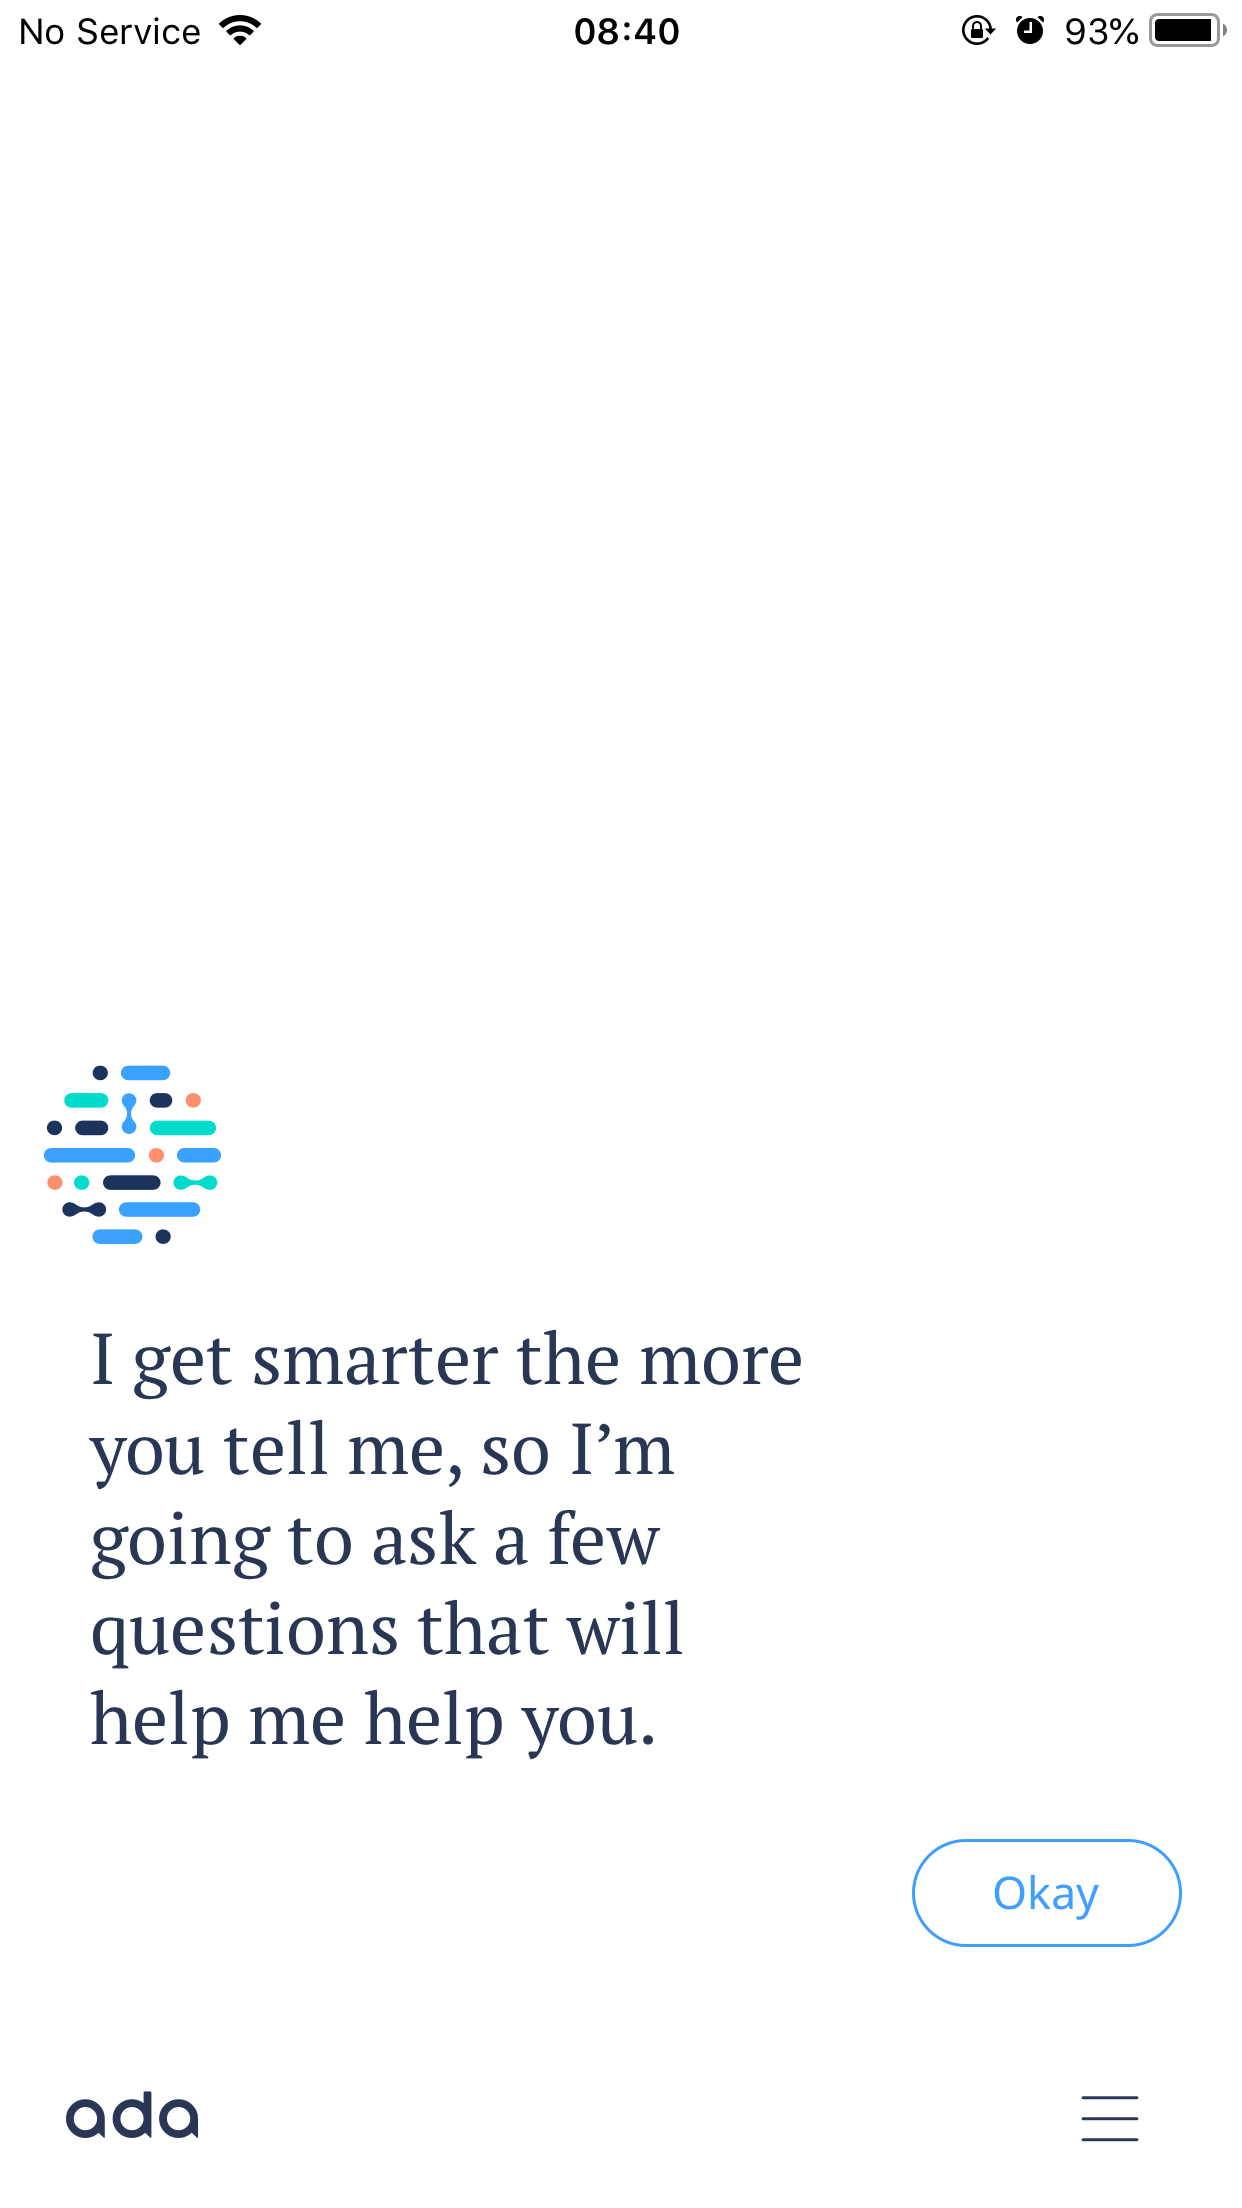 No Service 08:40 93%
I get smarter the more
you tell me, so I’m
going to ask a few
questions that will
help me help you.
Okay
ada